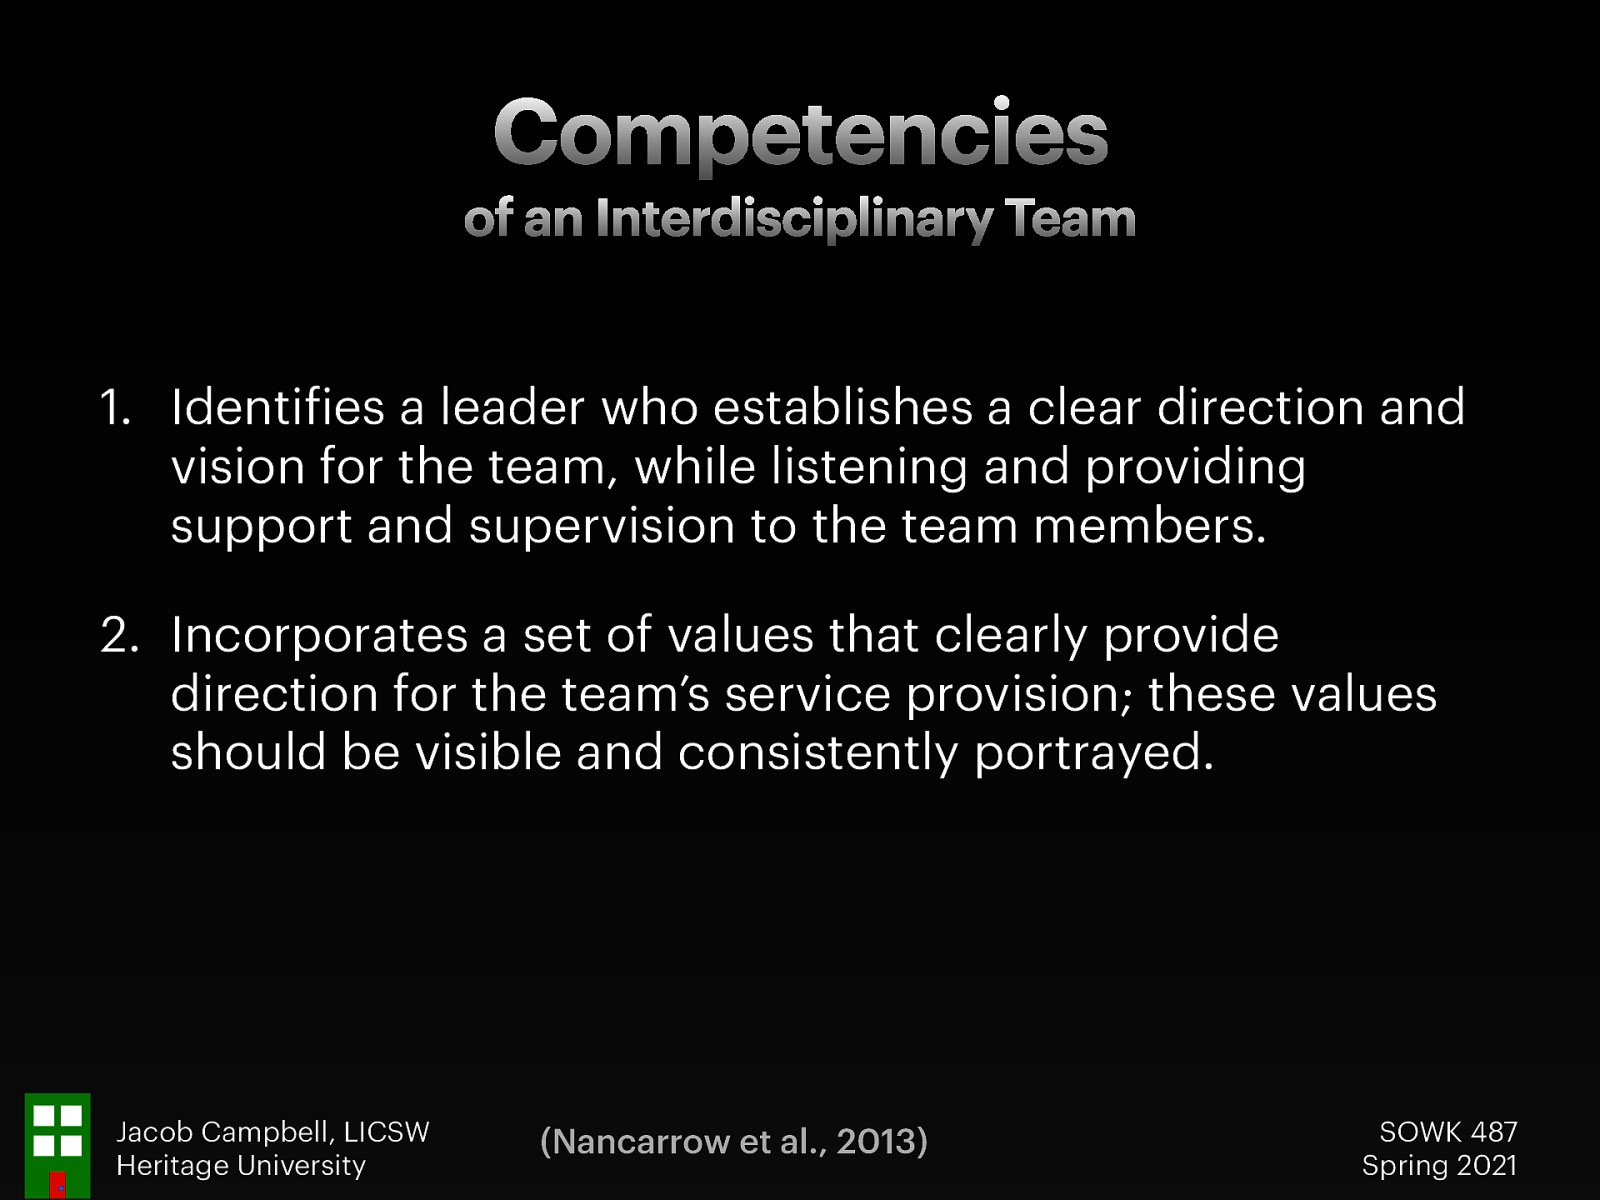 Competencies
of an Interdisciplinary Team
1. Identifies a leader who establishes a clear direction and
vision for the team, while listening and providing
support and supervision to the team members.
2. Incorporates a set of values that clearly provide
direction for the team’s service provision; these values
should be visible and consistently portrayed.
Jacob Campbell, LICSW
Heritage University
(Nancarrow et al., 2013)
SOWK 487
Spring 2021